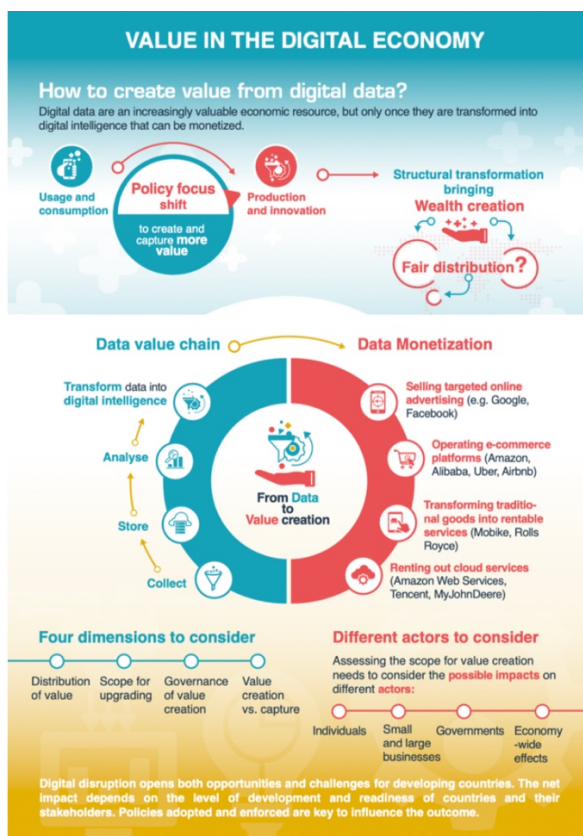 VALUE IN THE DIGITAL ECONOMY
How to create value from digital data?
Digital data are an increasingly valuable economic resource, but only once they are transformed into
digital intelligence that can be monetized.
Usage and
consumption
Policy focus
shift
to create and
capture more
value
Production
and innovation
Structural transformation
bringing
Wealth creation
Fair distribution?
Data value chain
Transform data into
digital intelligence
Analyse
Store
Collect
From Data
to
Value creation
Data Monetization
Selling targeted online
advertising (e.g. Google,
Facebook)
Operating e-commerce
platforms (Amazon,
Alibaba, Uber, Airbnb)
Transforming traditio-
nal goods into rentable
services (Mobike, Rolls
Royce)
Renting out cloud services
(Amazon Web Services,
Tencent, MyJohnDeere)
Four dimensions to consider
Distribution
of value
Scope for
upgrading
Governance
of value
creation
Value
creation
vs. capture
Different actors to consider
Assessing the scope for value creation
needs to consider the possible impacts on
different actors:
Individuals
Small
and large
businesses
Governments
Economy
-wide
effects
Digital disruption opens both opportunities and challenges for developing countries. The net
impact depends on the level of development and readiness of countries and their
stakeholders. Policies adopted and enforced are key to influence the outcome.